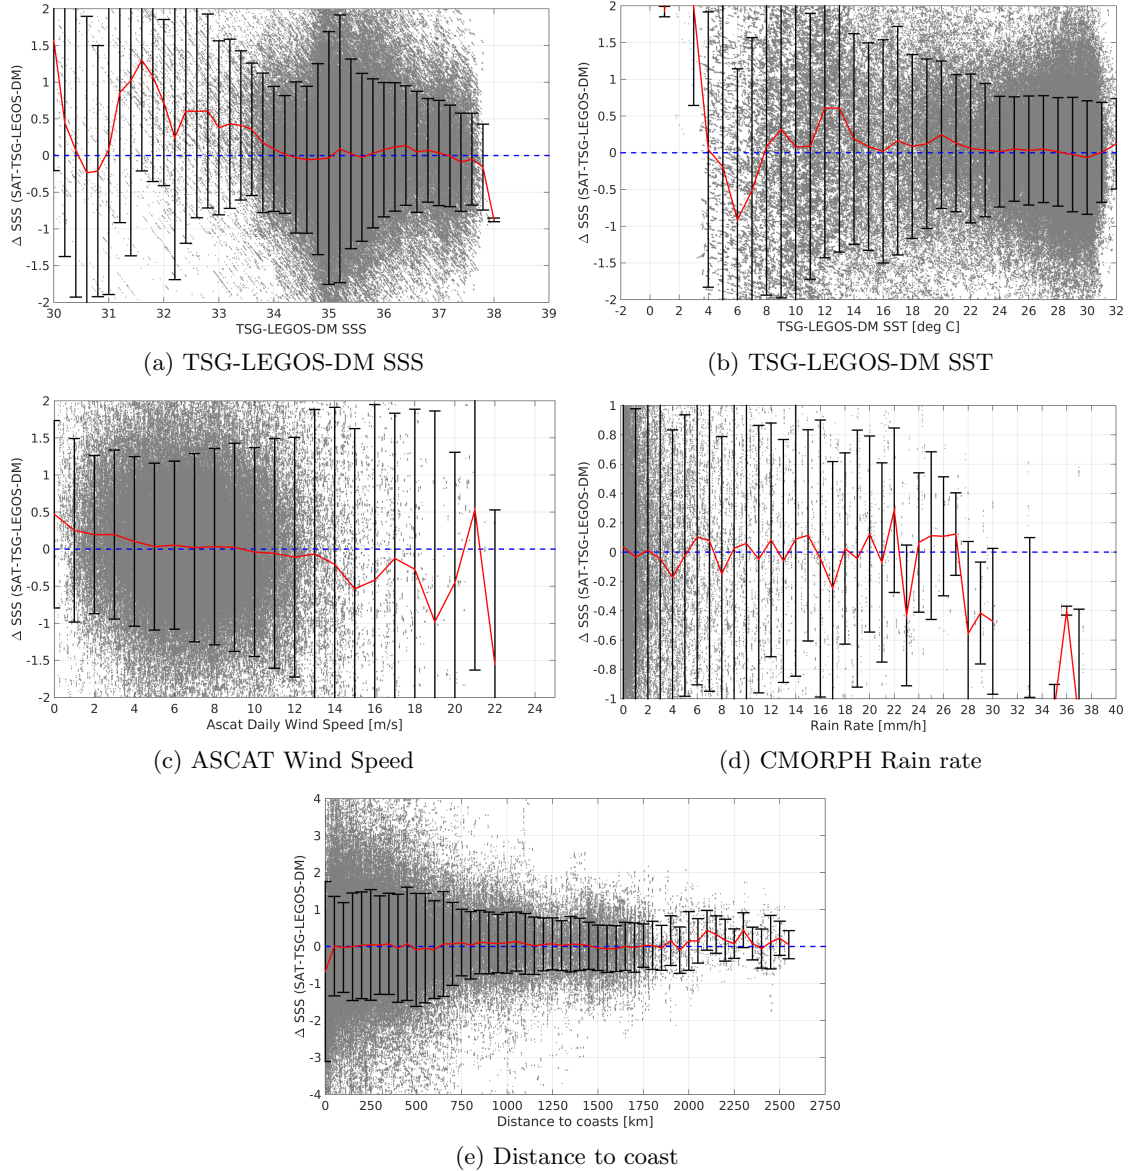 2
1.5
1
0.5
0
-0.5
-1
-1.5
-2
Δ SSS (SAT-TSG-LEGOS-DM)
30 31 32 33 34 35 36 37 38 39
TSG-LEGOS-DM SSS
(a) TSG-LEGOS-DM SSS
2
1.5
1
0.5
0
-0.5
-1
-1.5
-2
Δ SSS (SAT-TSG-LEGOS-DM)
-2 0 2 4 6 8 10 12 14 16 18 20 22 24 26 28 30 32
TSG-LEGOS-DM SST [deg C]
(b) TSG-LEGOS-DM SST
2
1.5
1
0.5
0
-0.5
-1
-1.5
-2
Δ SSS (SAT-TSG-LEGOS-DM)
0 2 4 6 8 10 12 14 16 18 20 22 24
Ascat Daily Wind Speed [m/s]
(c) ASCAT Wind Speed
1
0.8
0.6
0.4
0.2
0
-0.2
-0.4
-0.6
-0.8
-1
Δ SSS (SAT-TSG-LEGOS-DM)
0 2 4 6 8 10 12 14 16 18 20 22 24 26 28 30 32 34 36 38 40
Rain Rate [mm/h]
(d) CMORPH Rain rate
4
3
2
1
0
-1
-2
-3
-4
Δ SSS (SAT-TSG-LEGOS-DM)
0 250 500 750 1000 1250 1500 1750 2000 2250 2500 2750
Distance to coasts [km]
(e) Distance to coast